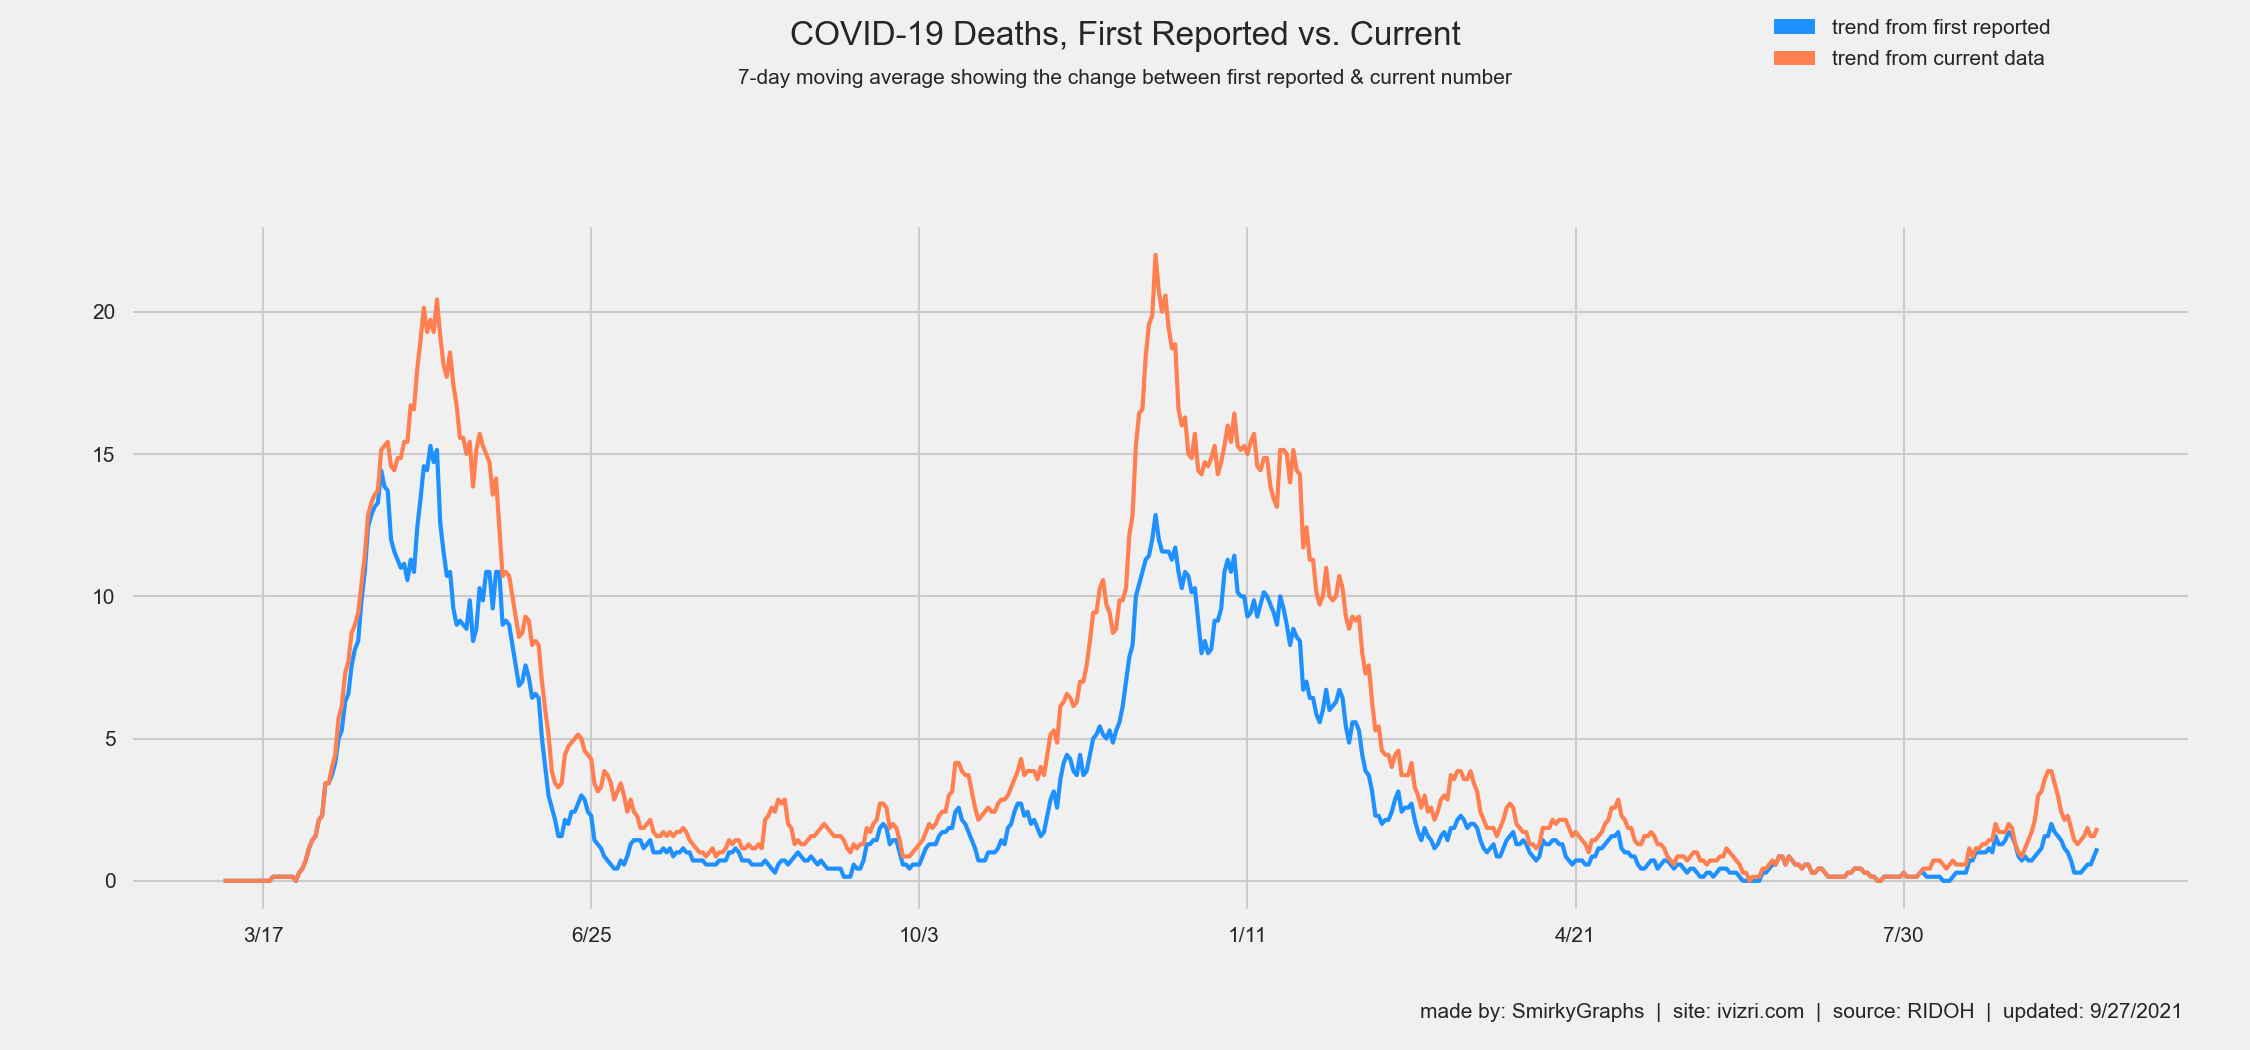 COVID-19 Deaths, First Reported vs. Current
7-day moving average showing the change between first reported & current number
trend from first reported
trend from current data
20
15
10
5
0
3/17
6/25
10/3
1/11
4/21
7/30
made by: SmirkyGraphs | site: ivizri.com | source: RIDOH | updated: 9/27/2021